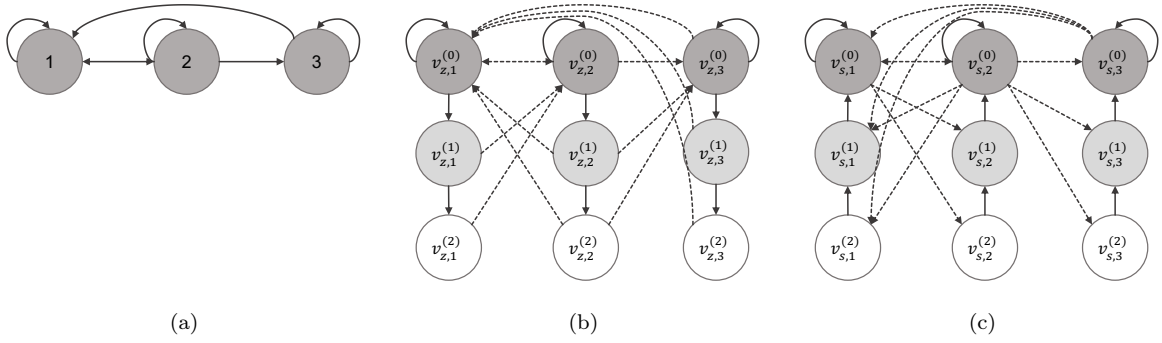 1 2 3
v_{z,1}^{(0)} v_{z,2}^{(0)} v_{z,3}^{(0)}
v_{s,1}^{(0)} v_{s,2}^{(0)} v_{s,3}^{(0)}
v_{z,1}^{(1)} v_{z,2}^{(1)} v_{z,3}^{(1)}
v_{s,1}^{(1)} v_{s,2}^{(1)} v_{s,3}^{(1)}
v_{z,1}^{(2)} v_{z,2}^{(2)} v_{z,3}^{(2)}
v_{s,1}^{(2)} v_{s,2}^{(2)} v_{s,3}^{(2)}
(a) (b) (c)